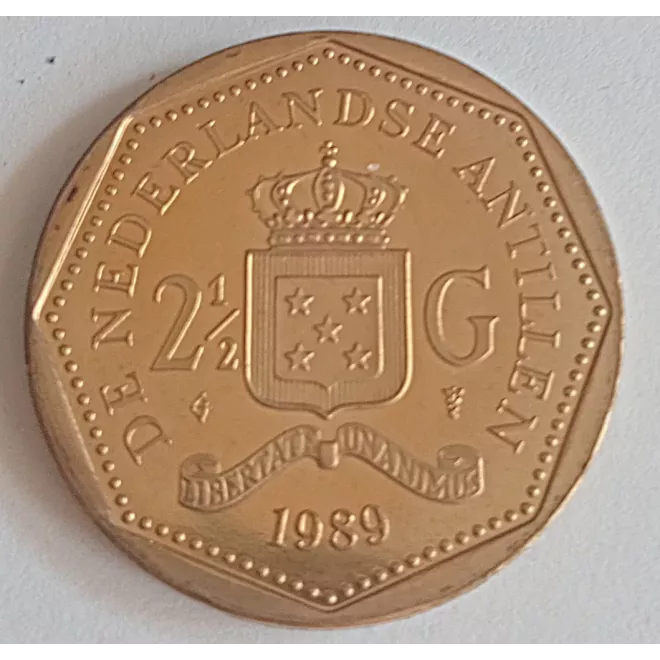 DE NEDERLANDSE ANTILLEN
2½ G
LIBERTATE UNANIMUS
1989